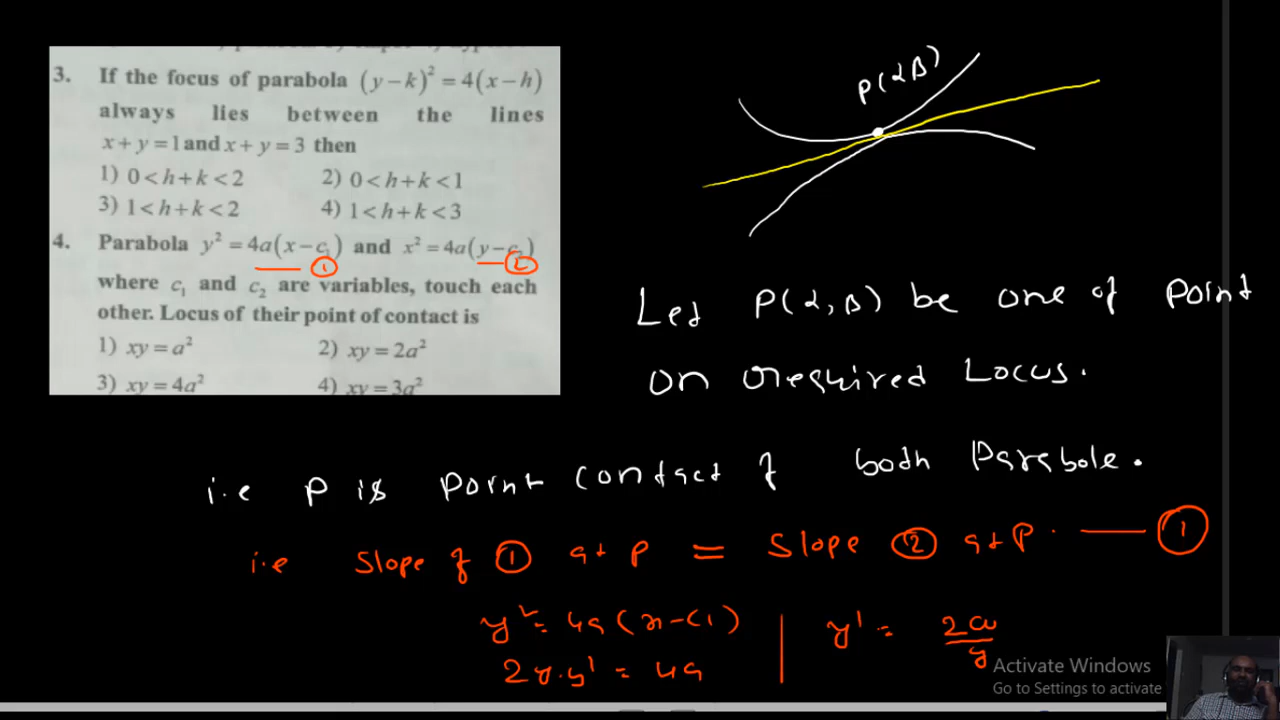 3. If the focus of parabola (y−k)² = 4(x−h)
always lies between the lines
x+y=1 and x+y=3 then
1) 0<h+k<2 2) 0<h+k<1
3) 1<h+k<2 4) 1<h+k<3
4. Parabola y² = 4a(x−c₁) and x² = 4a(y−c₂)
① ②
where c₁ and c₂ are variables, touch each
other. Locus of their point of contact is
1) xy=a² 2) xy=2a²
3) xy=4a² 4) xy=3a²
P(αβ)
Let P(α,β) be one of point
on required Locus.
i.e P is point contact of both Parabole.
i.e Slope of ① at P = Slope ② at P. — ①
y²=4a(x−c1) | y' = 2a/y
2y.y' = 4a
Activate Windows
Go to Settings to activate